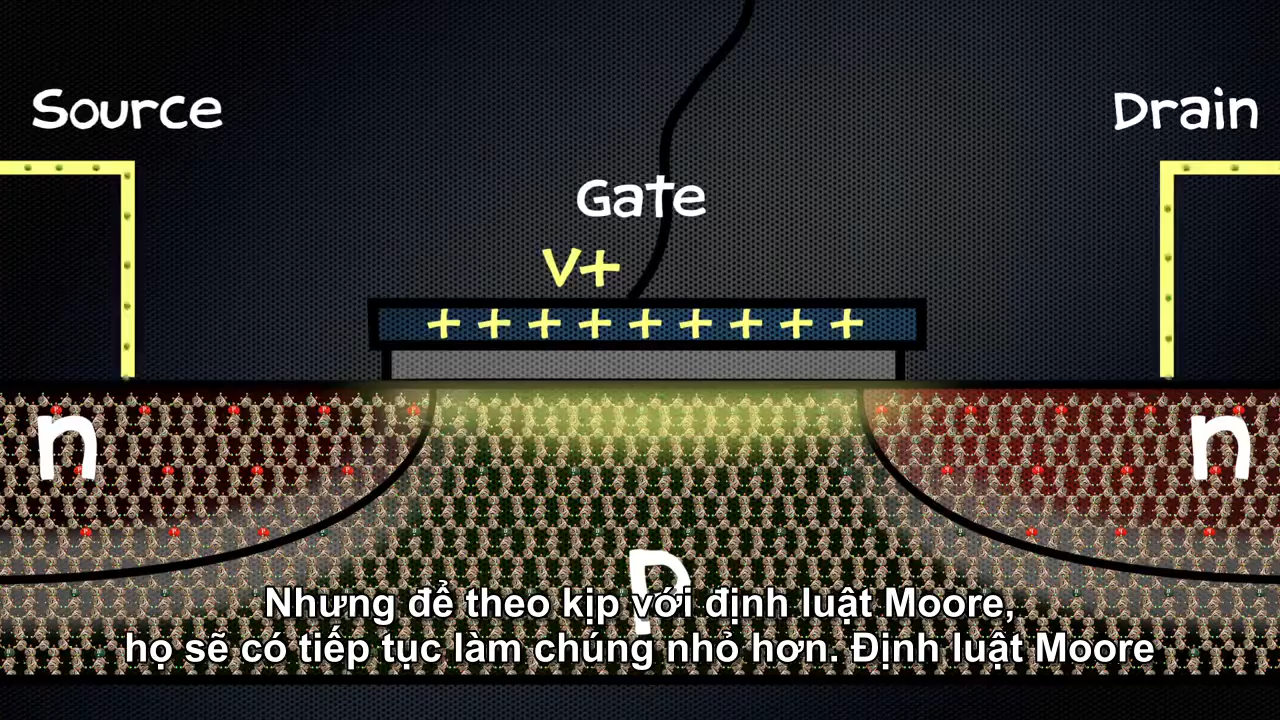 Source
Drain
Gate
V+
+ + + + + + + + +
n
n
P
Nhưng để theo kịp với định luật Moore,
họ sẽ có tiếp tục làm chúng nhỏ hơn. Định luật Moore